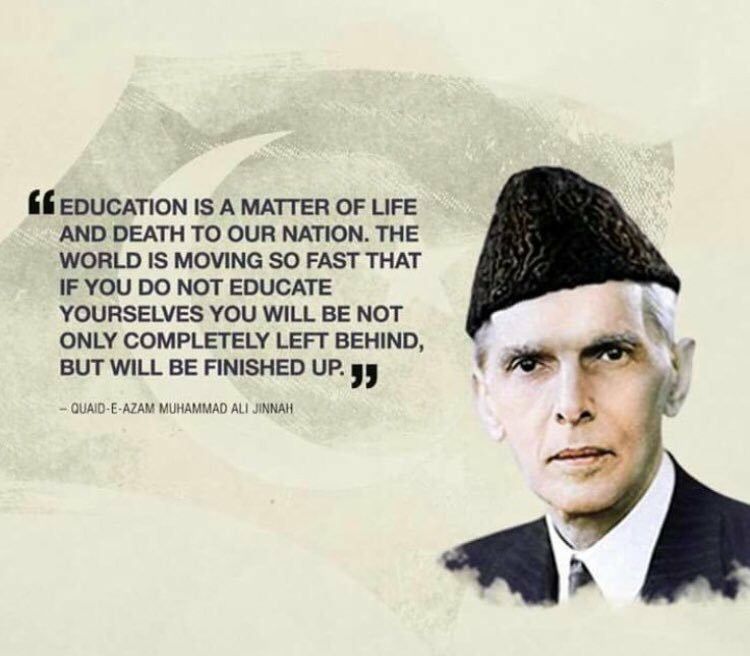 “ EDUCATION IS A MATTER OF LIFE
AND DEATH TO OUR NATION. THE
WORLD IS MOVING SO FAST THAT
IF YOU DO NOT EDUCATE
YOURSELVES YOU WILL BE NOT
ONLY COMPLETELY LEFT BEHIND,
BUT WILL BE FINISHED UP. ”
– QUAID-E-AZAM MUHAMMAD ALI JINNAH